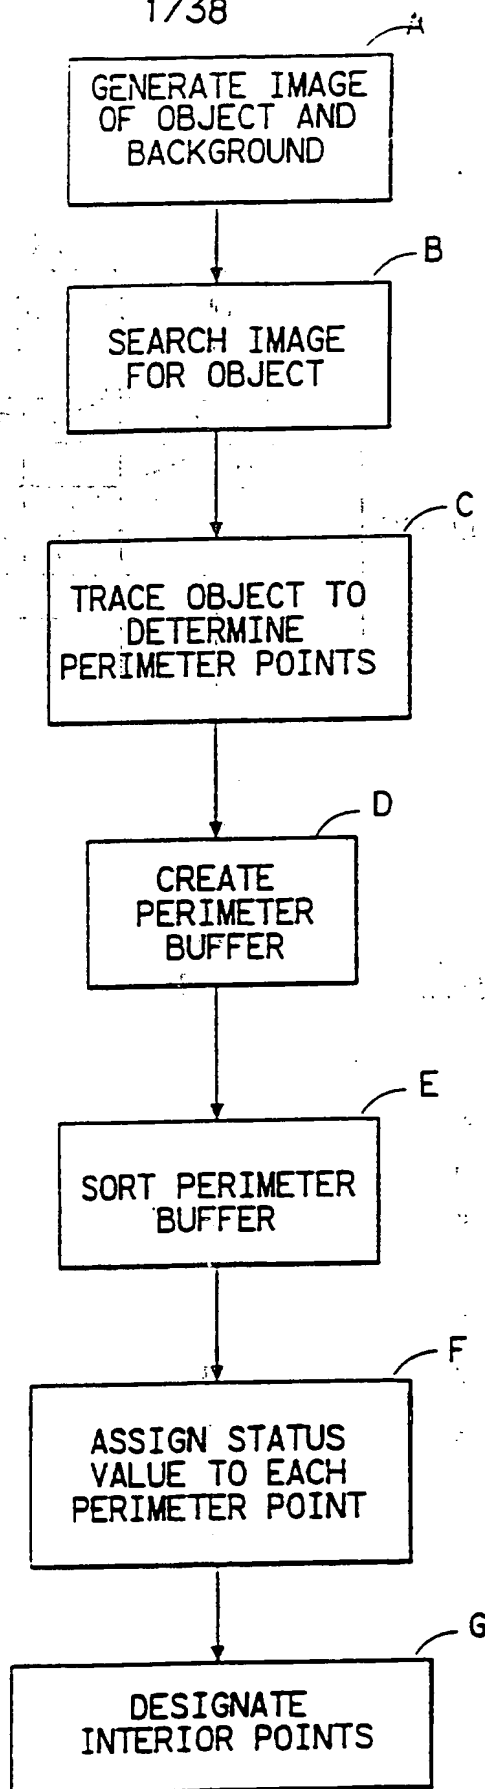 1/38
A
GENERATE IMAGE
OF OBJECT AND
BACKGROUND
B
SEARCH IMAGE
FOR OBJECT
C
TRACE OBJECT TO
DETERMINE
PERIMETER POINTS
D
CREATE
PERIMETER
BUFFER
E
SORT PERIMETER
BUFFER
F
ASSIGN STATUS
VALUE TO EACH
PERIMETER POINT
G
DESIGNATE
INTERIOR POINTS